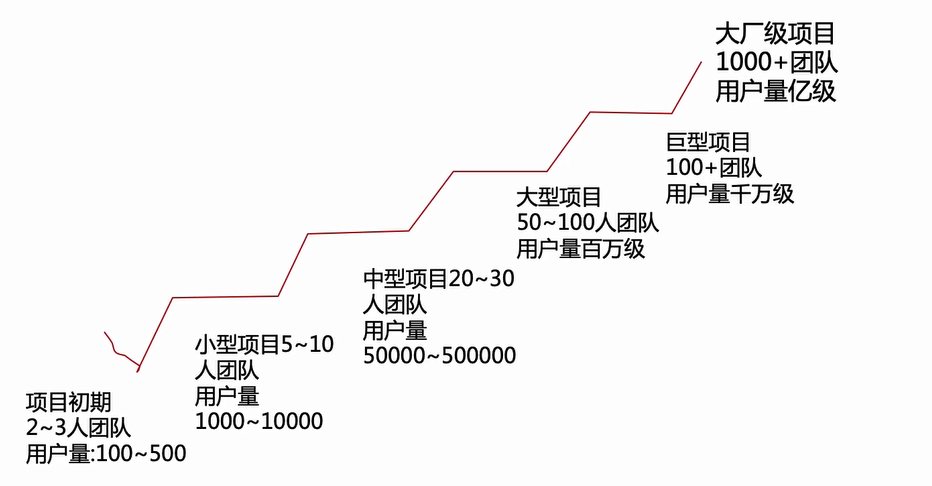 大厂级项目
1000+团队
用户量亿级
巨型项目
100+团队
用户量千万级
大型项目
50~100人团队
用户量百万级
中型项目20~30
人团队
用户量
50000~500000
小型项目5~10
人团队
用户量
1000~10000
项目初期
2~3人团队
用户量:100~500